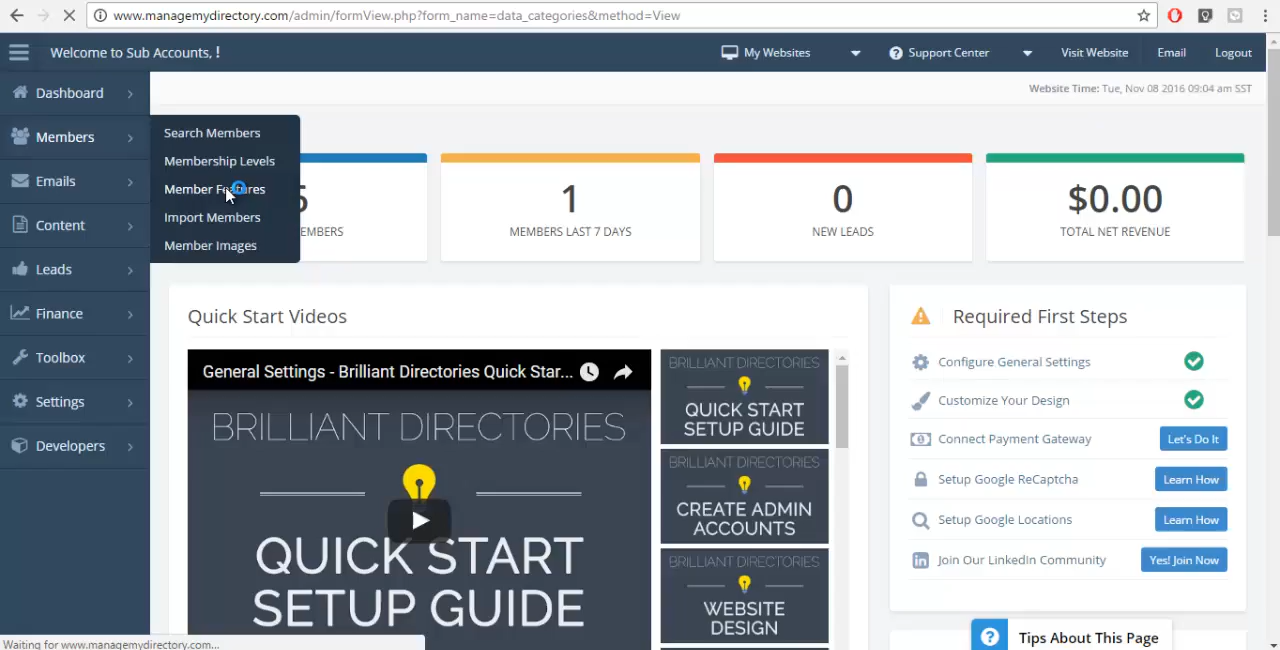 www.managemydirectory.com/admin/formView.php?form_name=data_categories&method=View
Welcome to Sub Accounts, !
My Websites
Support Center
Visit Website
Email
Logout
Website Time: Tue, Nov 08 2016 09:04 am SST
Dashboard
Members
Emails
Content
Leads
Finance
Toolbox
Settings
Developers
Search Members
Membership Levels
Member Features
Import Members
Member Images
1
MEMBERS LAST 7 DAYS
0
NEW LEADS
$0.00
TOTAL NET REVENUE
Quick Start Videos
General Settings - Brilliant Directories Quick Star...
BRILLIANT DIRECTORIES
QUICK START
SETUP GUIDE
BRILLIANT DIRECTORIES
QUICK START
SETUP GUIDE
BRILLIANT DIRECTORIES
CREATE ADMIN
ACCOUNTS
BRILLIANT DIRECTORIES
WEBSITE
DESIGN
Required First Steps
Configure General Settings
Customize Your Design
Connect Payment Gateway
Let's Do It
Setup Google ReCaptcha
Learn How
Setup Google Locations
Learn How
Join Our LinkedIn Community
Yes! Join Now
Tips About This Page
Waiting for www.managemydirectory.com...